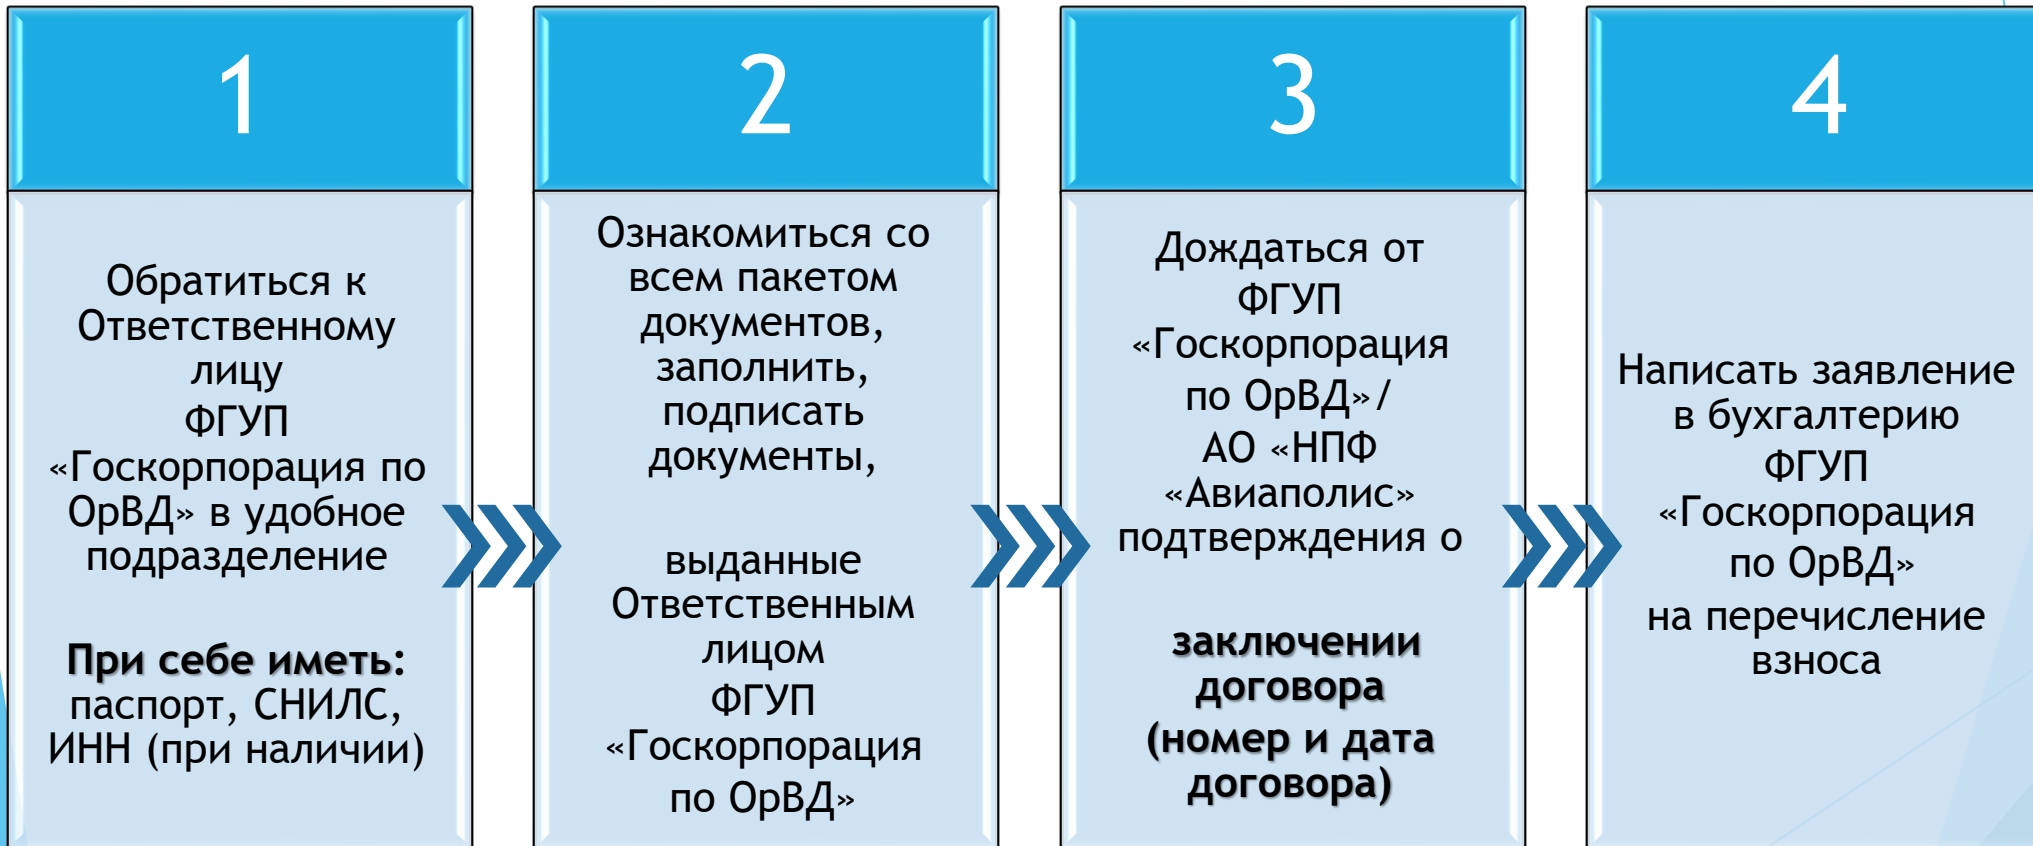 1
Обратиться к
Ответственному
лицу
ФГУП
«Госкорпорация по
ОрВД» в удобное
подразделение
При себе иметь:
паспорт, СНИЛС,
ИНН (при наличии)
2
Ознакомиться со
всем пакетом
документов,
заполнить,
подписать
документы,
выданные
Ответственным
лицом
ФГУП
«Госкорпорация
по ОрВД»
3
Дождаться от
ФГУП
«Госкорпорация
по ОрВД»/
АО «НПФ
«Авиаполис»
подтверждения о
заключении
договора
(номер и дата
договора)
4
Написать заявление
в бухгалтерию
ФГУП
«Госкорпорация
по ОрВД»
на перечисление
взноса